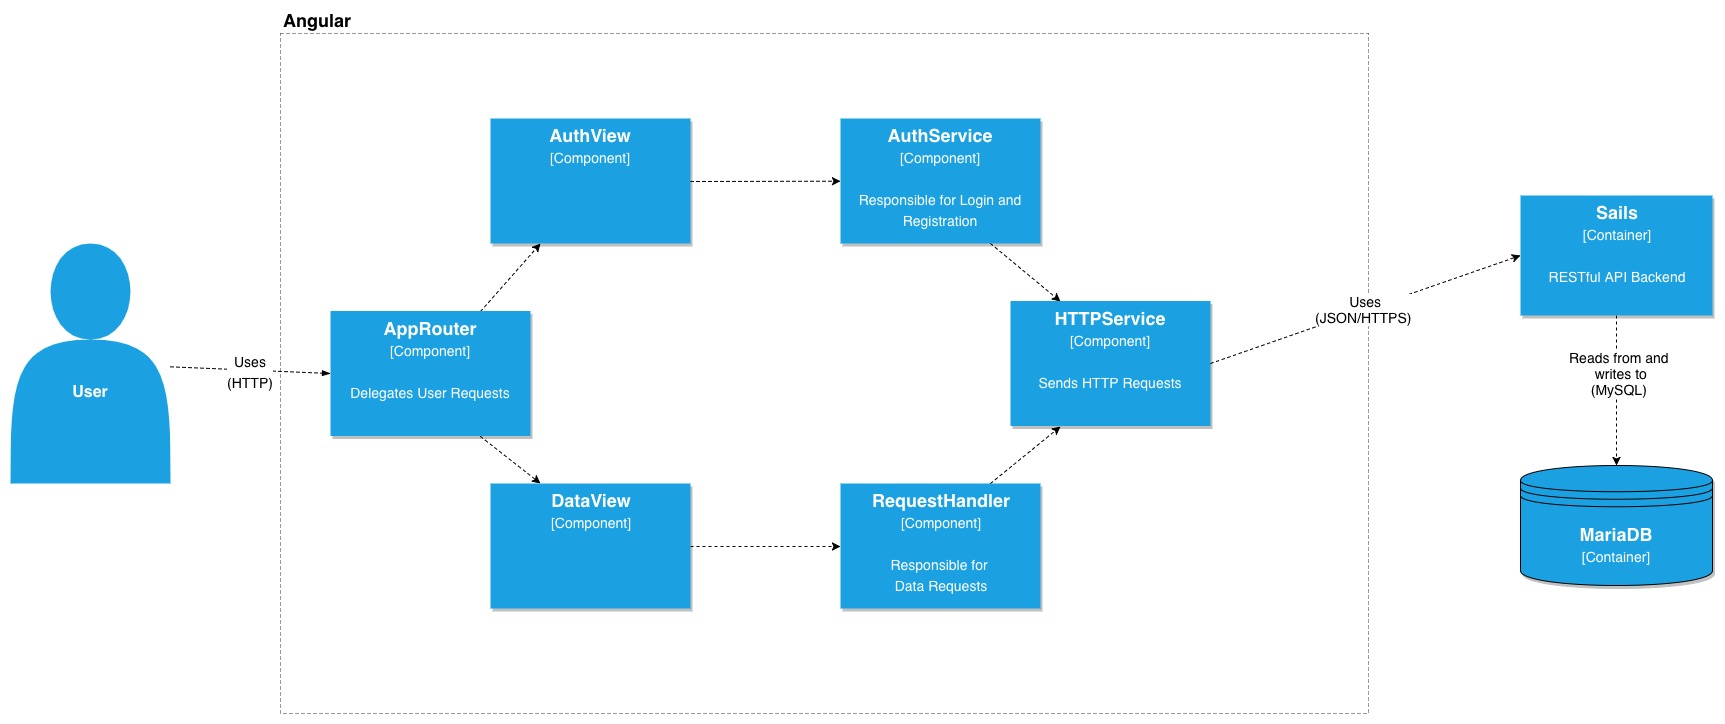 Angular
AuthView
[Component]
AuthService
[Component]
Responsible for Login and
Registration
User
Uses
(HTTP)
AppRouter
[Component]
Delegates User Requests
HTTPService
[Component]
Sends HTTP Requests
Uses
(JSON/HTTPS)
Sails
[Container]
RESTful API Backend
Reads from and
writes to
(MySQL)
DataView
[Component]
RequestHandler
[Component]
Responsible for
Data Requests
MariaDB
[Container]